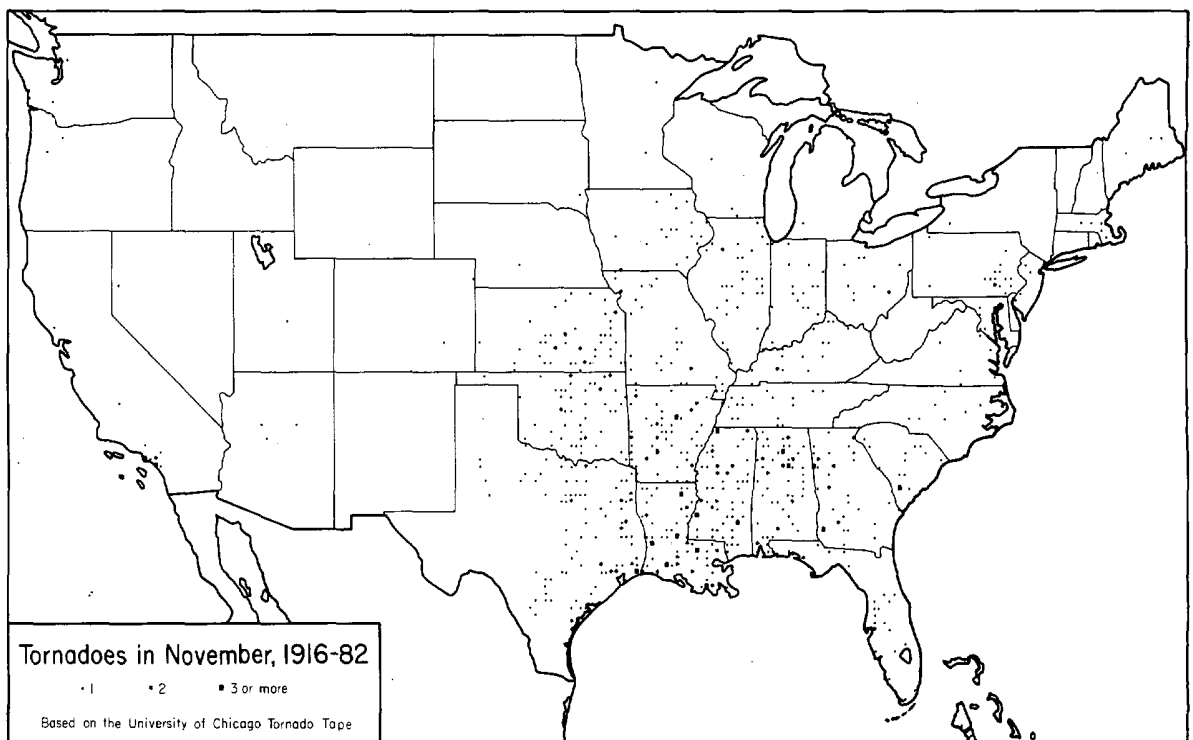 Tornadoes in November, 1916-82
· 1 ▪ 2 ■ 3 or more
Based on the University of Chicago Tornado Tape